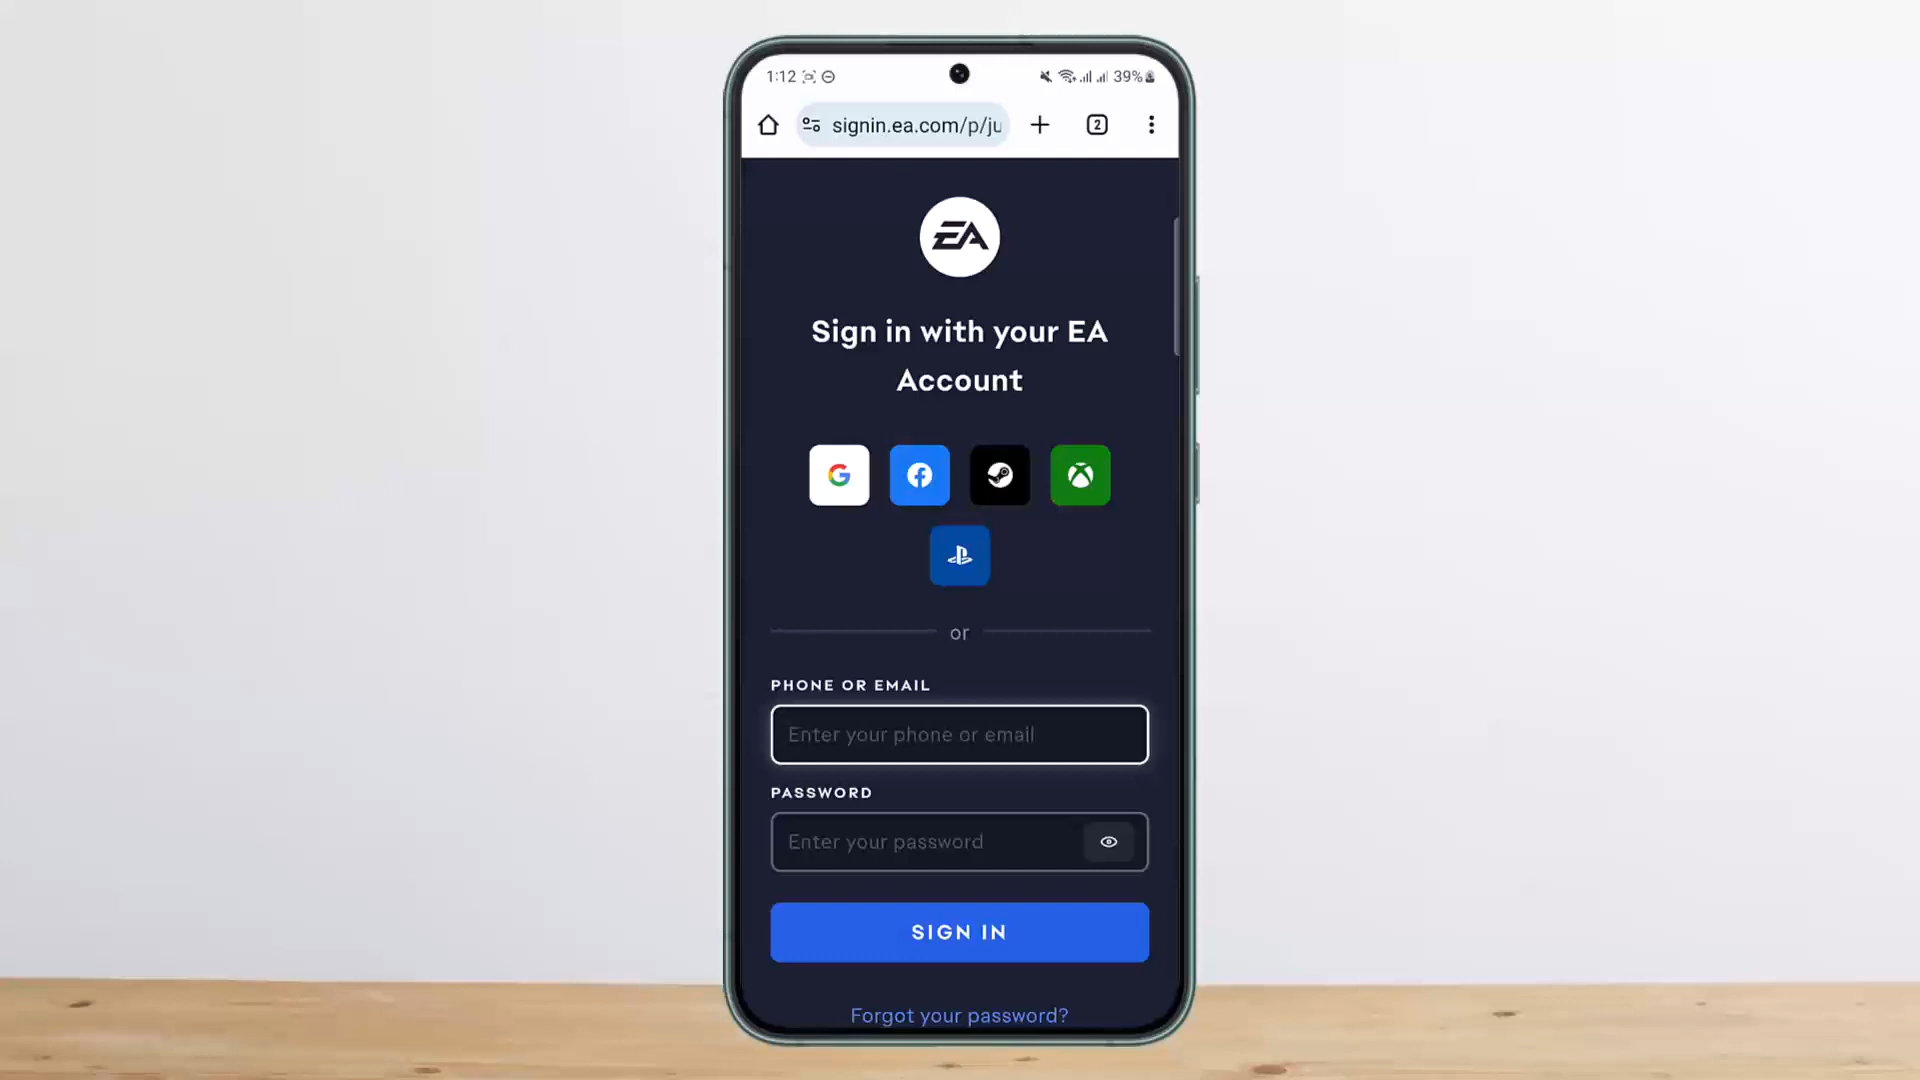 1:12
39%
signin.ea.com/p/ju
2
EA
Sign in with your EA
Account
or
PHONE OR EMAIL
Enter your phone or email
PASSWORD
Enter your password
SIGN IN
Forgot your password?